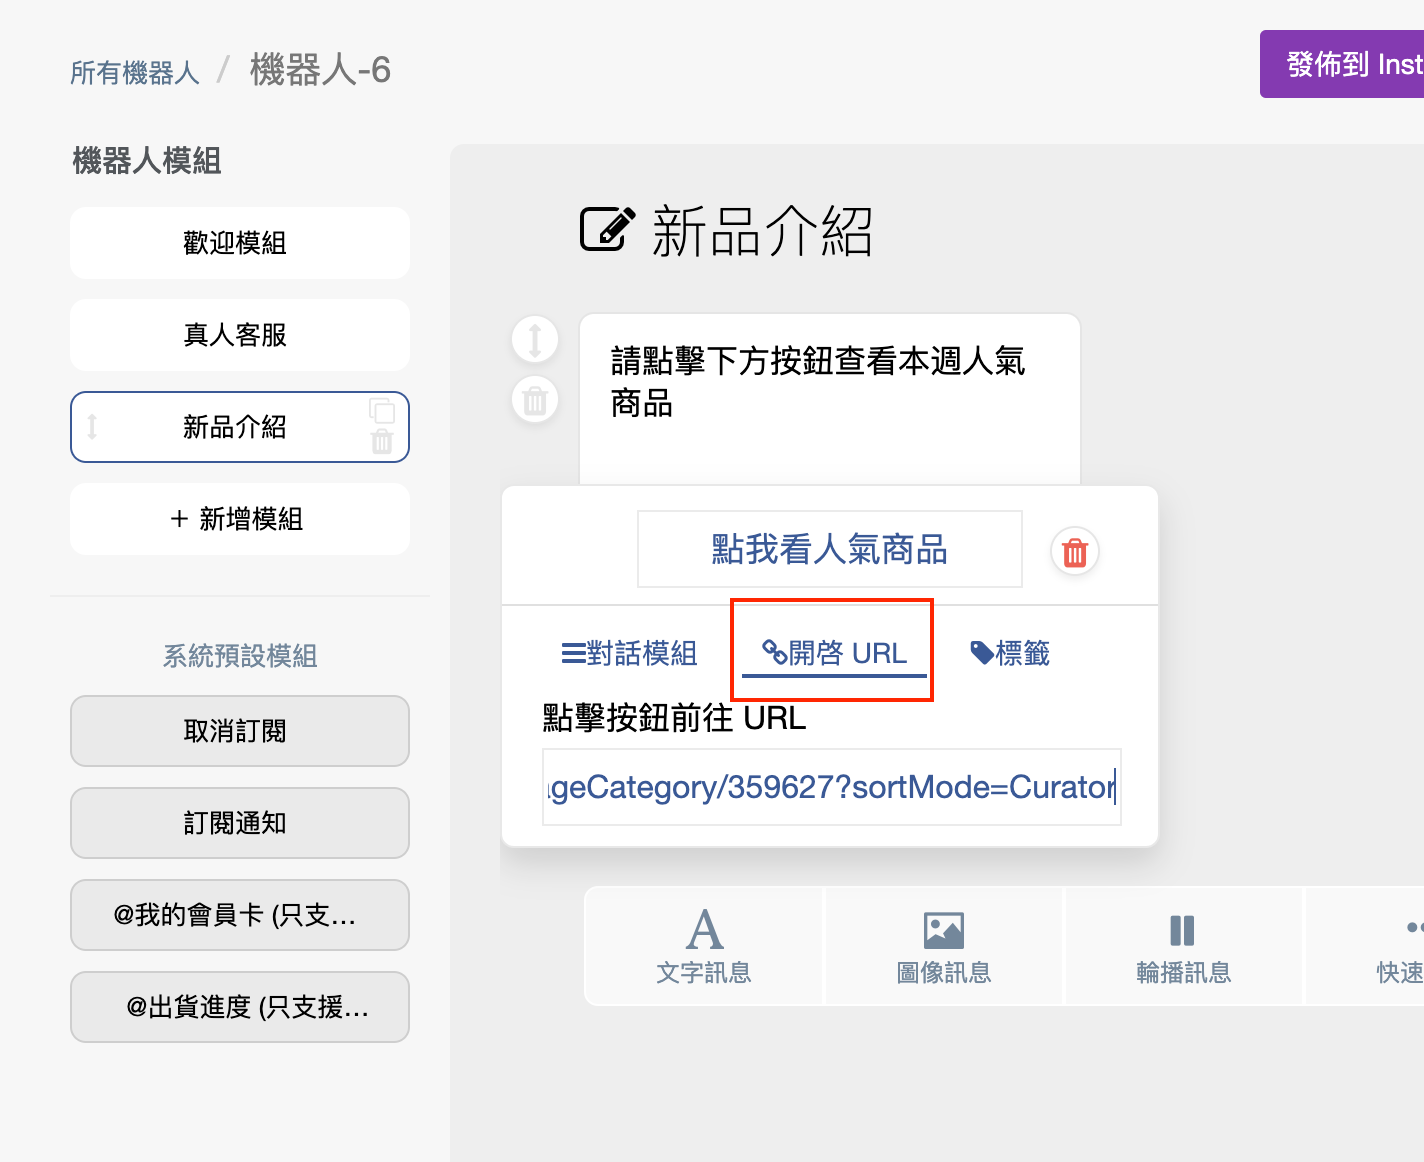 所有機器人 / 機器人-6
發佈到 Inst
機器人模組
歡迎模組
真人客服
新品介紹
+ 新增模組
系統預設模組
取消訂閱
訂閱通知
@我的會員卡 (只支...
@出貨進度 (只支援...
新品介紹
請點擊下方按鈕查看本週人氣
商品
點我看人氣商品
對話模組
開啓 URL
標籤
點擊按鈕前往 URL
ageCategory/359627?sortMode=Curator
文字訊息
圖像訊息
輪播訊息
快速